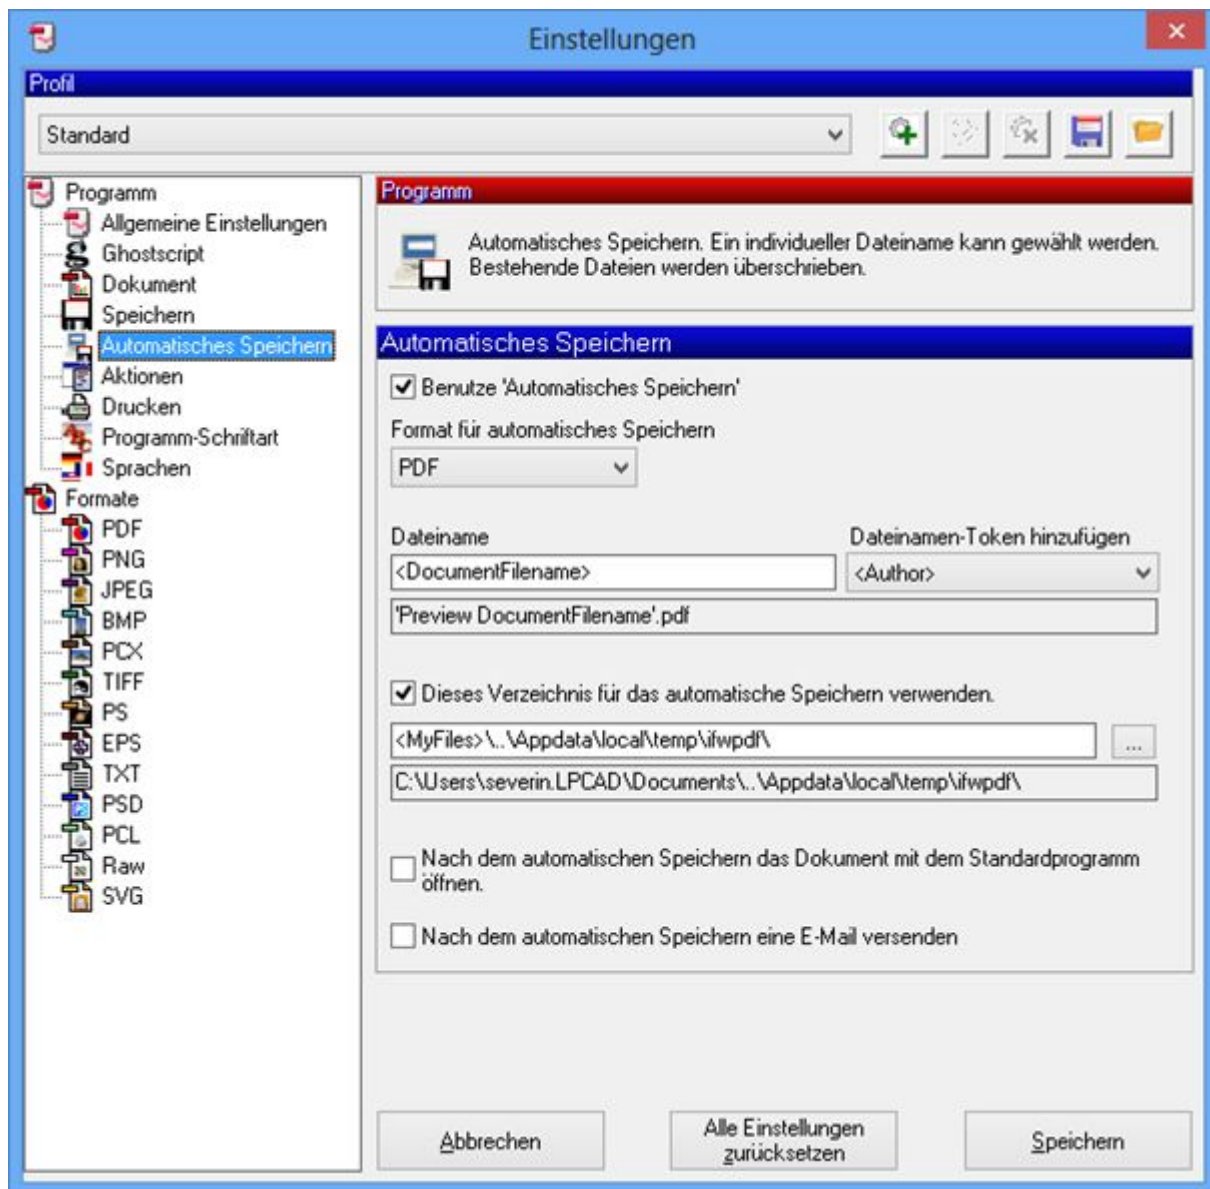 Einstellungen
Profil
Standard
Programm
Allgemeine Einstellungen
Ghostscript
Dokument
Speichern
Automatisches Speichern
Aktionen
Drucken
Programm-Schriftart
Sprachen
Formate
PDF
PNG
JPEG
BMP
PCX
TIFF
PS
EPS
TXT
PSD
PCL
Raw
SVG
Programm
Automatisches Speichern. Ein individueller Dateiname kann gewählt werden.
Bestehende Dateien werden überschrieben.
Automatisches Speichern
Benutze 'Automatisches Speichern'
Format für automatisches Speichern
PDF
Dateiname
Dateinamen-Token hinzufügen
<DocumentFilename>
<Author>
'Preview DocumentFilename'.pdf
Dieses Verzeichnis für das automatische Speichern verwenden.
<MyFiles>\..\Appdata\local\temp\ifwpdf\
...
C:\Users\severin.LPCAD\Documents\..\Appdata\local\temp\ifwpdf\
Nach dem automatischen Speichern das Dokument mit dem Standardprogramm
öffnen.
Nach dem automatischen Speichern eine E-Mail versenden
Abbrechen
Alle Einstellungen
zurücksetzen
Speichern